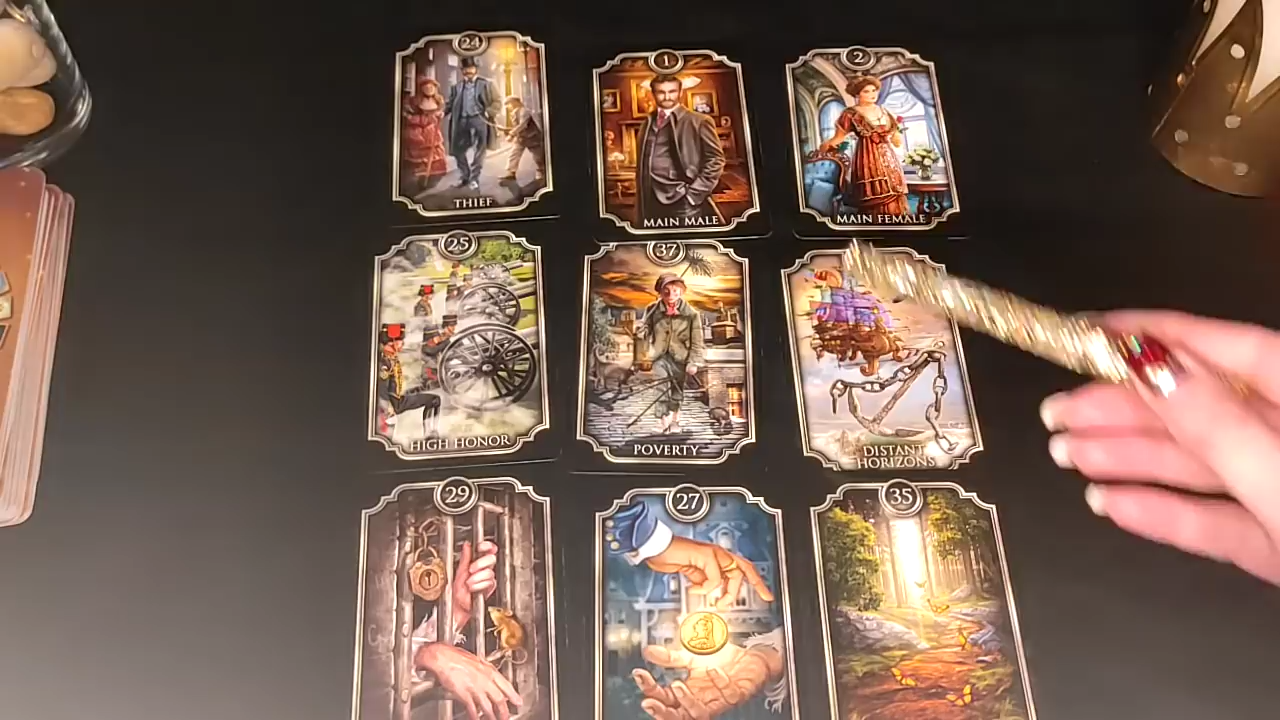 24
THIEF
1
MAIN MALE
2
MAIN FEMALE
25
HIGH HONOR
37
POVERTY
DISTANT
HORIZONS
29
27
35